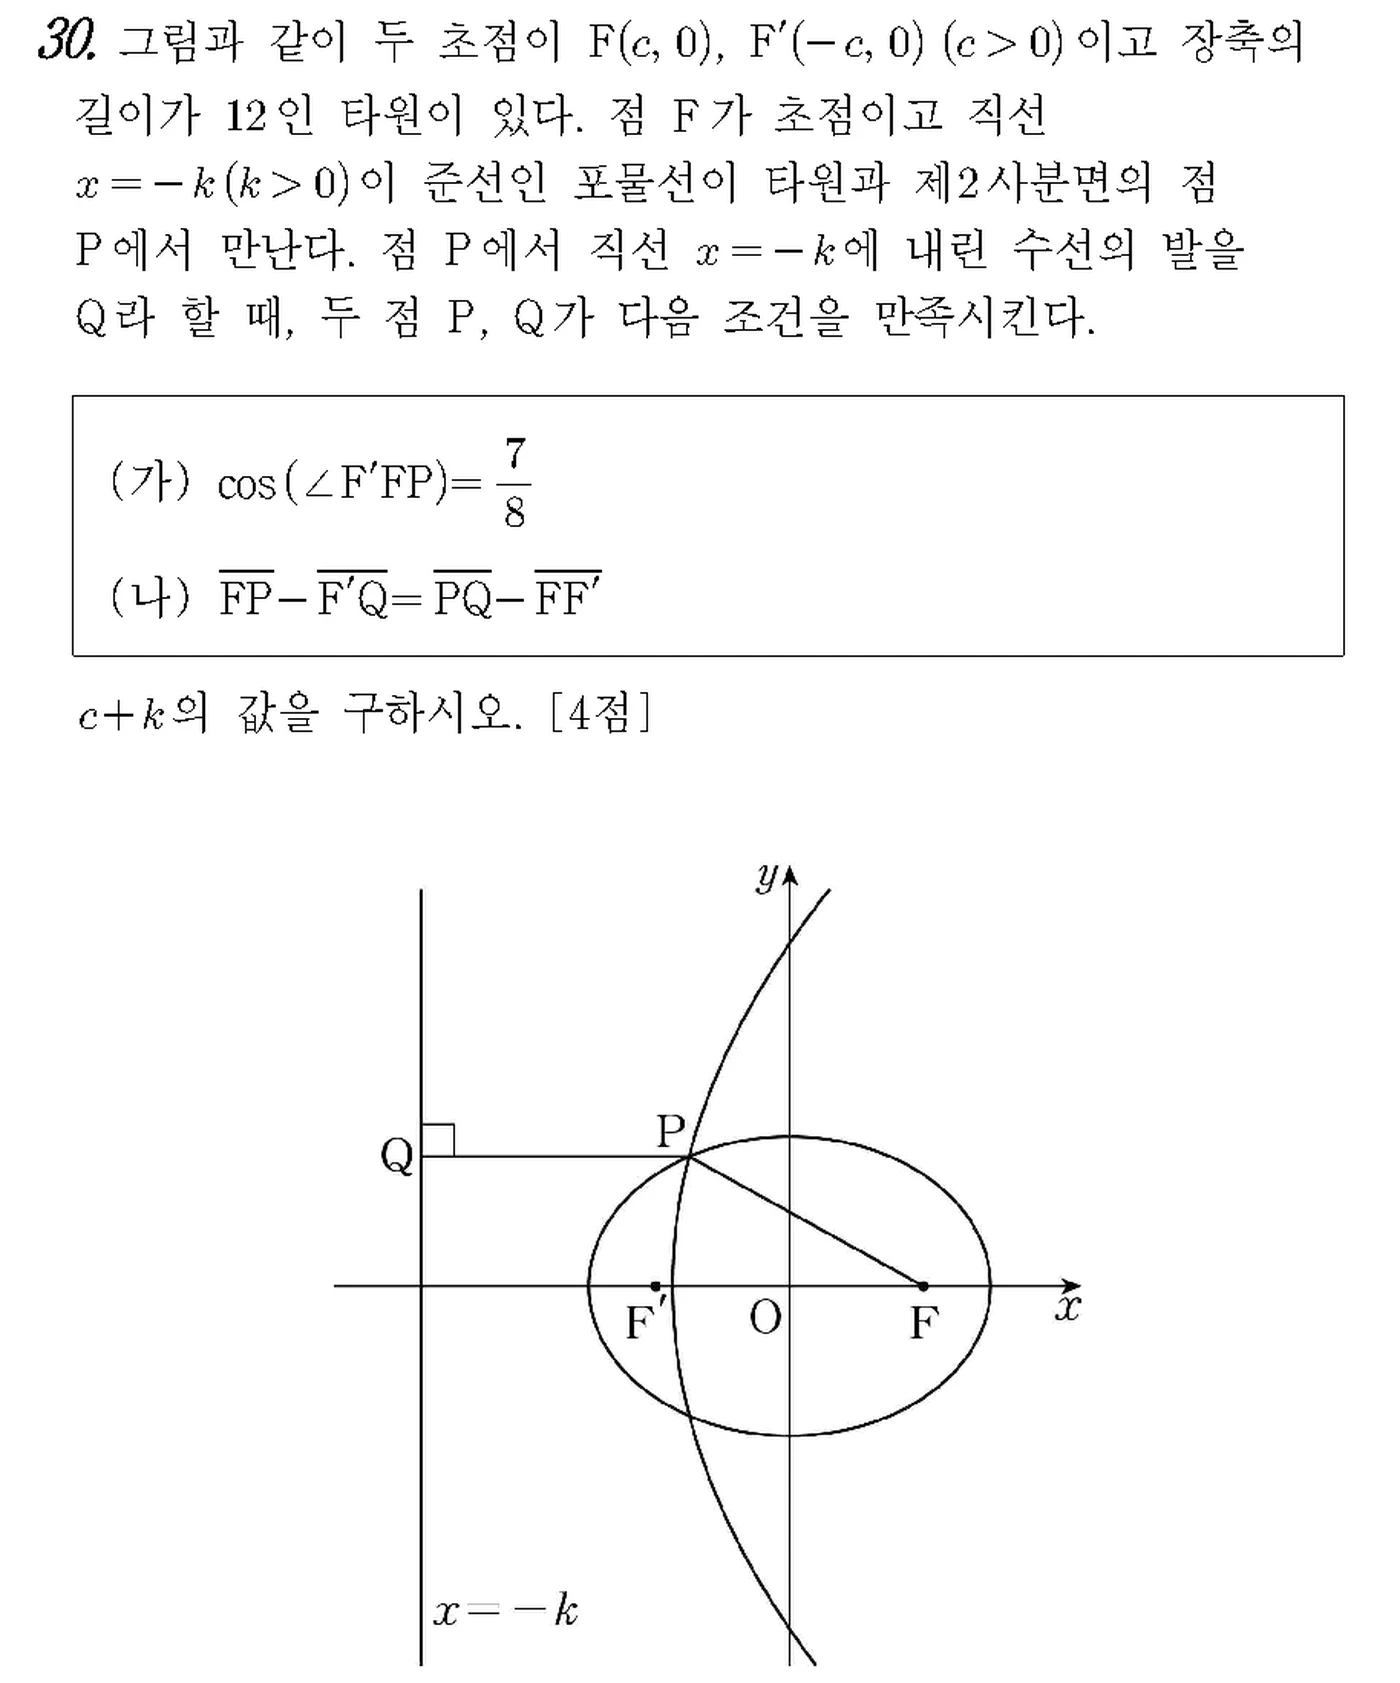 30. 그림과 같이 두 초점이 F(c, 0), F′(−c, 0) (c>0)이고 장축의
길이가 12인 타원이 있다. 점 F가 초점이고 직선
x=−k(k>0)이 준선인 포물선이 타원과 제2사분면의 점
P에서 만난다. 점 P에서 직선 x=−k에 내린 수선의 발을
Q라 할 때, 두 점 P, Q가 다음 조건을 만족시킨다.
(가) cos(∠F′FP)=7/8
(나) F̅P̅−F̅′̅Q̅=P̅Q̅−F̅F̅′̅
c+k의 값을 구하시오. [4점]
y
P
Q
F′
O
F
x
x=−k